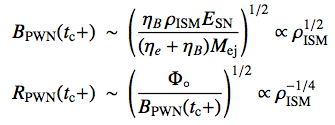 B_PWN(t_c+) ~ (η_B ρ_ISM E_SN / (η_e + η_B) M_ej)^{1/2} ∝ ρ_ISM^{1/2}
R_PWN(t_c+) ~ (Φ_∘ / B_PWN(t_c+))^{1/2} ∝ ρ_ISM^{-1/4}